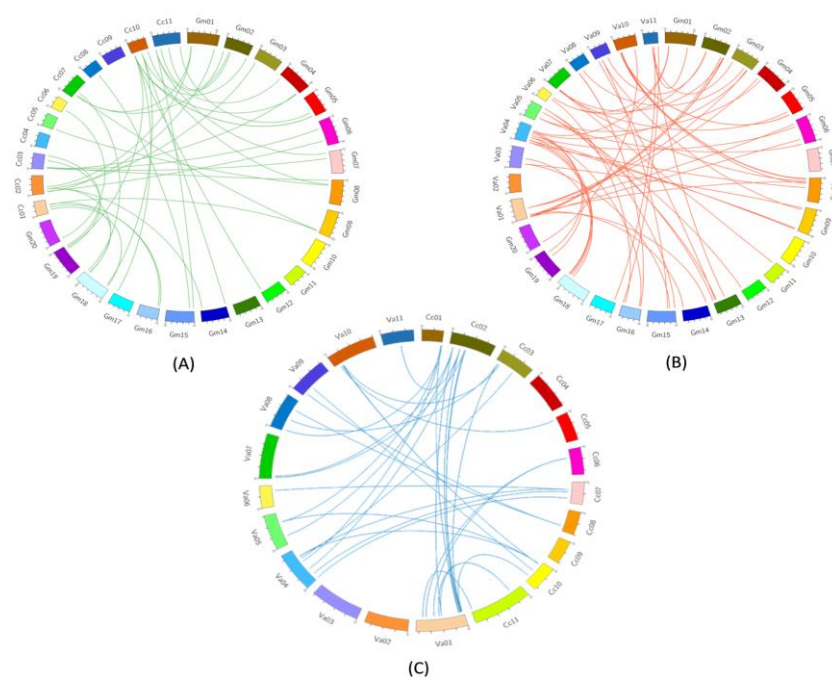 Cc01
Cc02
Cc03
Cc04
Cc05
Cc06
Cc07
Cc08
Cc09
Cc10
Cc11
Gm01
Gm02
Gm03
Gm04
Gm05
Gm06
Gm07
Gm08
Gm09
Gm10
Gm11
Gm12
Gm13
Gm14
Gm15
Gm16
Gm17
Gm18
Gm19
Gm20
(A)
Va01
Va02
Va03
Va04
Va05
Va06
Va07
Va08
Va09
Va10
Va11
Gm01
Gm02
Gm03
Gm04
Gm05
Gm06
Gm09
Gm10
Gm11
Gm12
Gm13
Gm14
Gm15
Gm16
Gm17
Gm18
Gm19
Gm20
(B)
Cc01
Cc02
Cc03
Cc04
Cc05
Cc06
Cc07
Cc08
Cc09
Cc10
Cc11
Va01
Va02
Va03
Va04
Va05
Va06
Va07
Va08
Va09
Va10
Va11
(C)